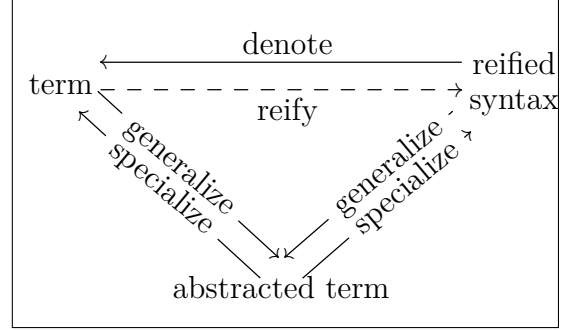 denote
term
reified
syntax
reify
generalize
specialize
generalize
specialize
abstracted term